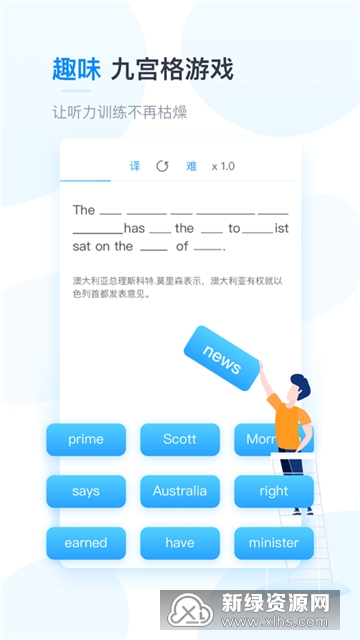 趣味 九宫格游戏
让听力训练不再枯燥
译 难 x 1.0
The ___ ____ _____ ________ ____
_______has ___ the ___ to ____ist
sat on the ____ of ____.
澳大利亚总理斯科特.莫里森表示，澳大利亚有权就以
色列首都发表意见。
news
prime Scott
says Australia right
earned have minister
新绿资源网
www.xlhs.com